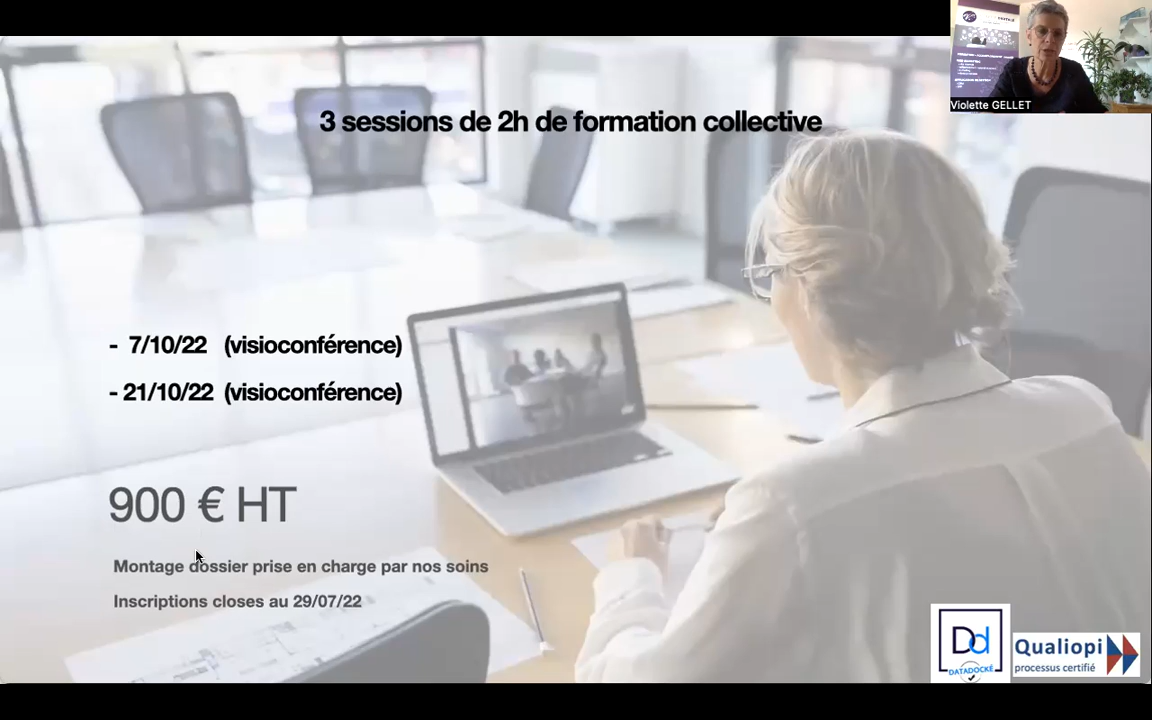 3 sessions de 2h de formation collective
Violette GELLET
- 7/10/22 (visioconférence)
- 21/10/22 (visioconférence)
900 € HT
Montage dossier prise en charge par nos soins
Inscriptions closes au 29/07/22
Dd
DATADOCKÉ
Qualiopi
processus certifié